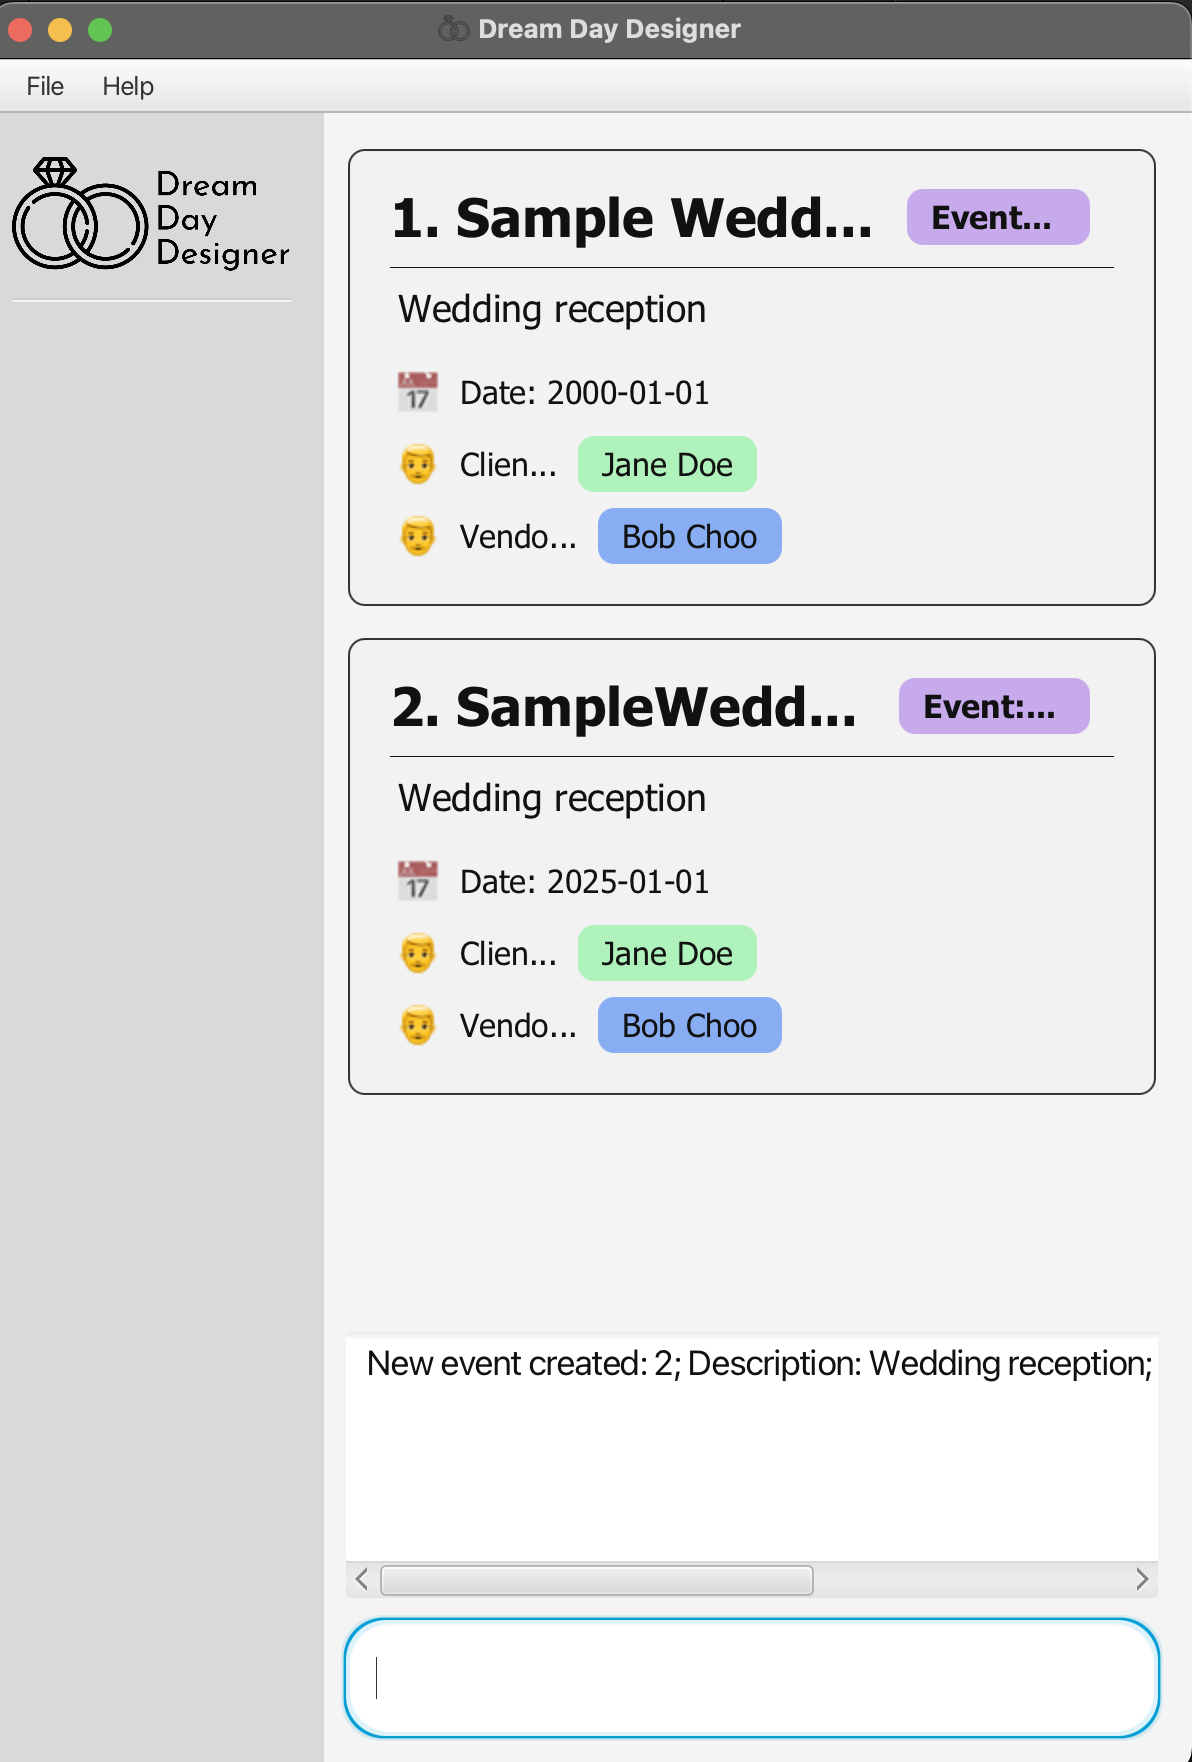 Dream Day Designer
File Help
Dream
Day
Designer
1. Sample Wedd... Event...
Wedding reception
17 Date: 2000-01-01
Clien... Jane Doe
Vendo... Bob Choo
2. SampleWedd... Event:...
Wedding reception
17 Date: 2025-01-01
Clien... Jane Doe
Vendo... Bob Choo
New event created: 2; Description: Wedding reception;